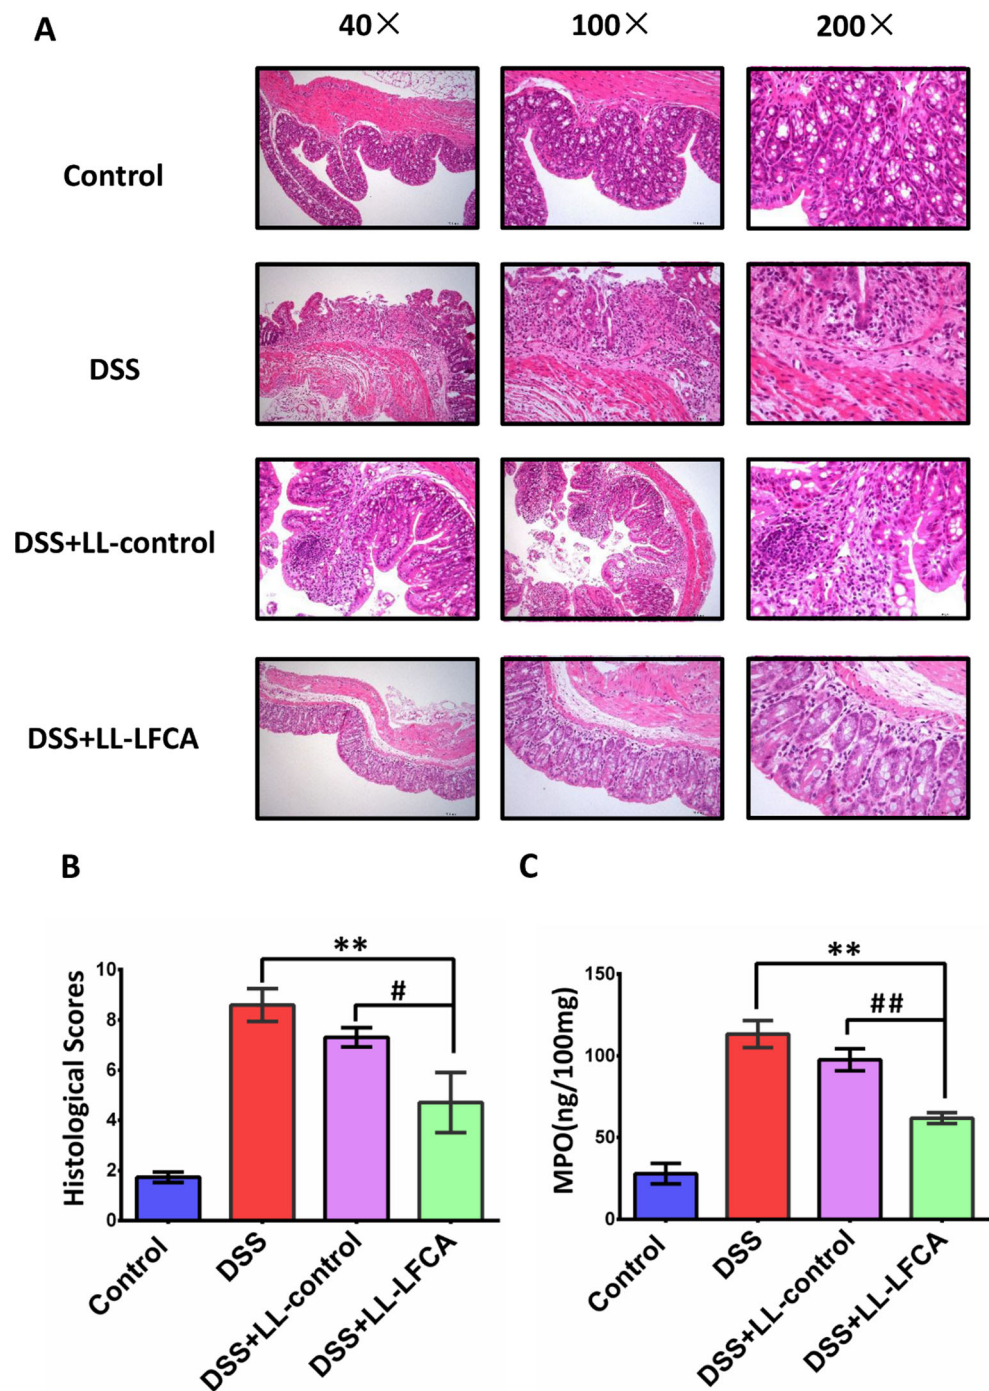 A
40× 100× 200×
Control
DSS
DSS+LL-control
DSS+LL-LFCA
B
Histological Scores
10
8
6
4
2
0
**
#
Control
DSS
DSS+LL-control
DSS+LL-LFCA
C
MPO(ng/100mg)
150
100
50
0
**
##
Control
DSS
DSS+LL-control
DSS+LL-LFCA